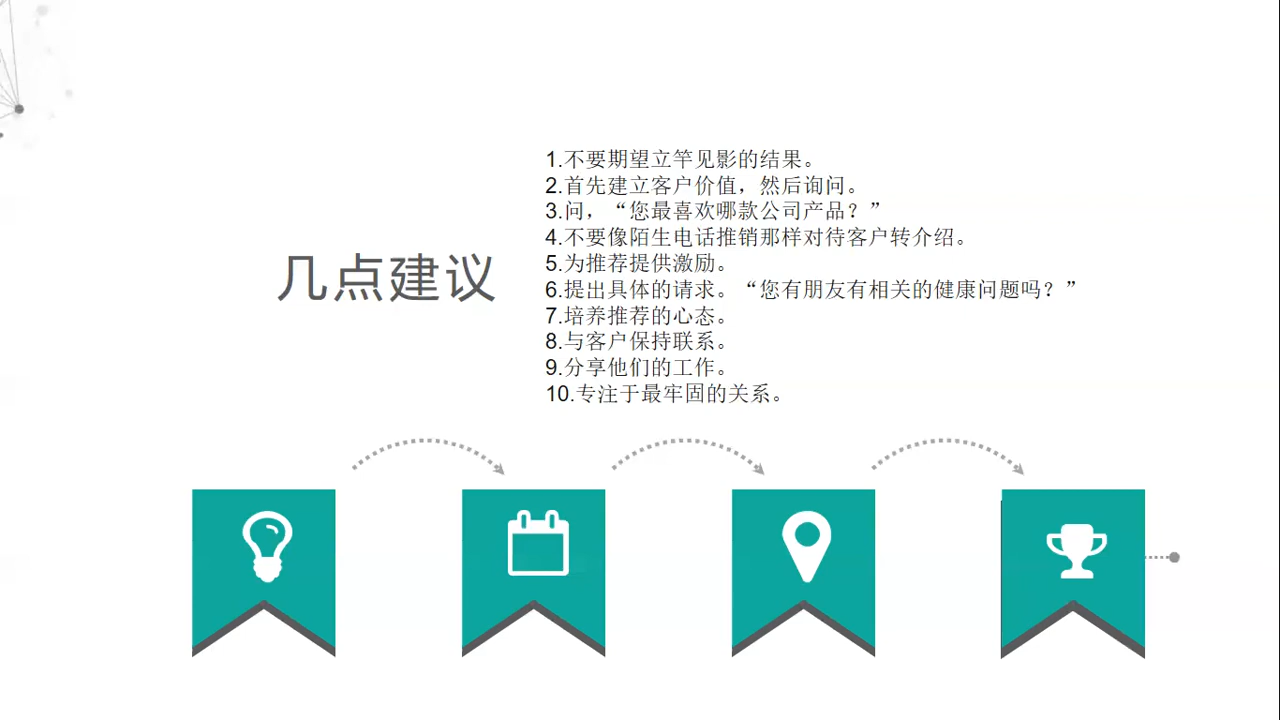 几点建议
1.不要期望立竿见影的结果。
2.首先建立客户价值，然后询问。
3.问，“您最喜欢哪款公司产品？”
4.不要像陌生电话推销那样对待客户转介绍。
5.为推荐提供激励。
6.提出具体的请求。“您有朋友有相关的健康问题吗？”
7.培养推荐的心态。
8.与客户保持联系。
9.分享他们的工作。
10.专注于最牢固的关系。